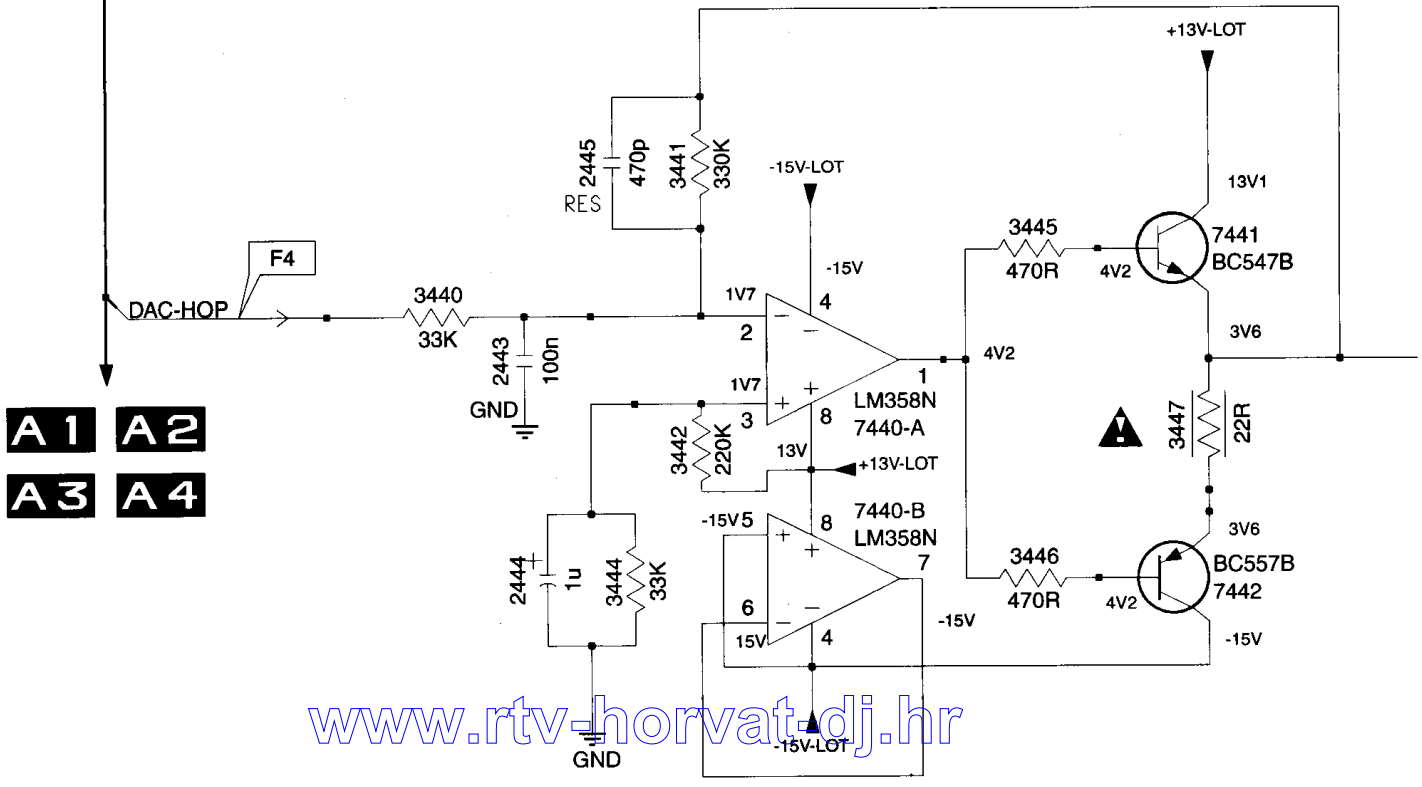 +13V-LOT
2445
470p
RES
3441
330K
-15V-LOT
13V1
3445
470R
4V2
7441
BC547B
F4
-15V
DAC-HOP
3440
33K
1V7
4
2
2443
100n
GND
3V6
1
4V2
1V7
3
8
LM358N
7440-A
3447
22R
A1 A2
3442
220K
13V
+13V-LOT
A3 A4
-15V 5
8
7440-B
LM358N
7
3V6
2444
1u
3444
33K
3446
470R
4V2
BC557B
7442
6
15V
4
-15V
-15V
www.rtv-horvat-dj.hr
-15V-LOT
GND